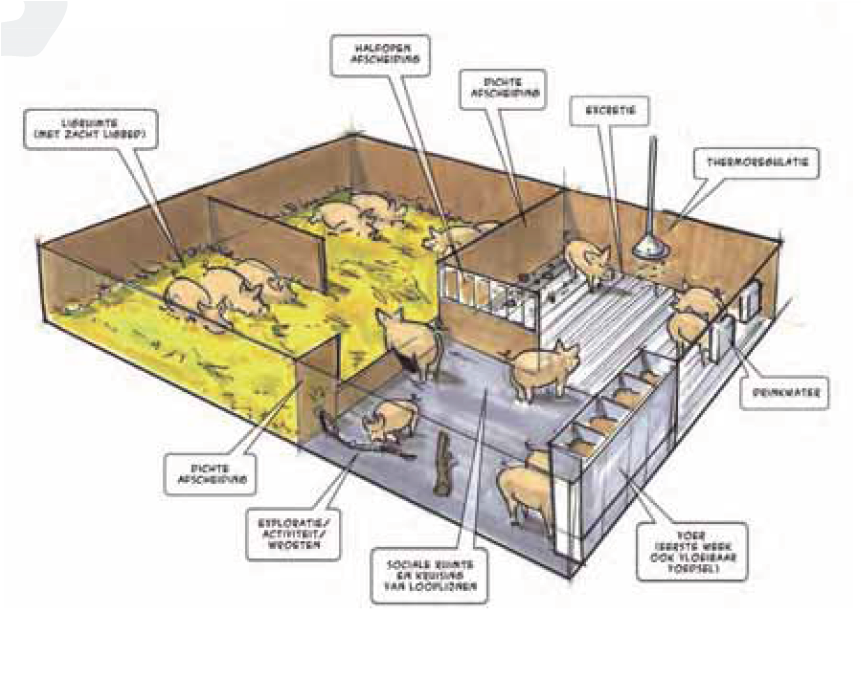 HALFOPEN
AFSCHEIDING
DICHTE
AFSCHEIDING
EXCRETIE
LIGRUIMTE
(MET ZACHT LIGBED)
THERMOREGULATIE
DRINKWATER
DICHTE
AFSCHEIDING
EXPLORATIE/
ACTIVITEIT/
WROETEN
SOCIALE RUIMTE
EN KRUISING
VAN LOOPLIJNEN
VOER
(EERSTE WEEK
OOK VLOEIBAAR
VOEDSEL)